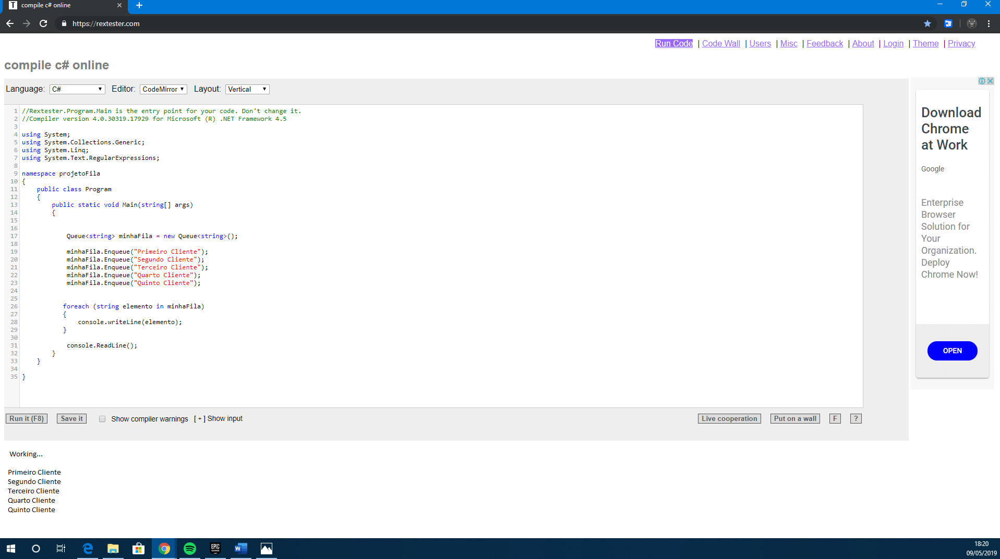 T compile c# online
https://rextester.com
Run Code | Code Wall | Users | Misc | Feedback | About | Login | Theme | Privacy
compile c# online
Language: C# Editor: CodeMirror Layout: Vertical
1 //Rextester.Program.Main is the entry point for your code. Don't change it.
2 //Compiler version 4.0.30319.17929 for Microsoft (R) .NET Framework 4.5
3
4 using System;
5 using System.Collections.Generic;
6 using System.Linq;
7 using System.Text.RegularExpressions;
8
9 namespace projetoFila
10 {
11 public class Program
12 {
13 public static void Main(string[] args)
14 {
15
16
17 Queue<string> minhaFila = new Queue<string>();
18
19 minhaFila.Enqueue("Primeiro Cliente");
20 minhaFila.Enqueue("Segundo Cliente");
21 minhaFila.Enqueue("Terceiro Cliente");
22 minhaFila.Enqueue("Quarto Cliente");
23 minhaFila.Enqueue("Quinto Cliente");
24
25
26 foreach (string elemento in minhaFila)
27 {
28 console.writeLine(elemento);
29 }
30
31 console.ReadLine();
32 }
33 }
34
35 }
Run it (F8) Save it Show compiler warnings [ + ] Show input Live cooperation Put on a wall F ?
Working...
Primeiro Cliente
Segundo Cliente
Terceiro Cliente
Quarto Cliente
Quinto Cliente
Download
Chrome
at Work
Google
Enterprise
Browser
Solution for
Your
Organization.
Deploy
Chrome Now!
OPEN
EPIC
GAMES
W
18:20
09/05/2019